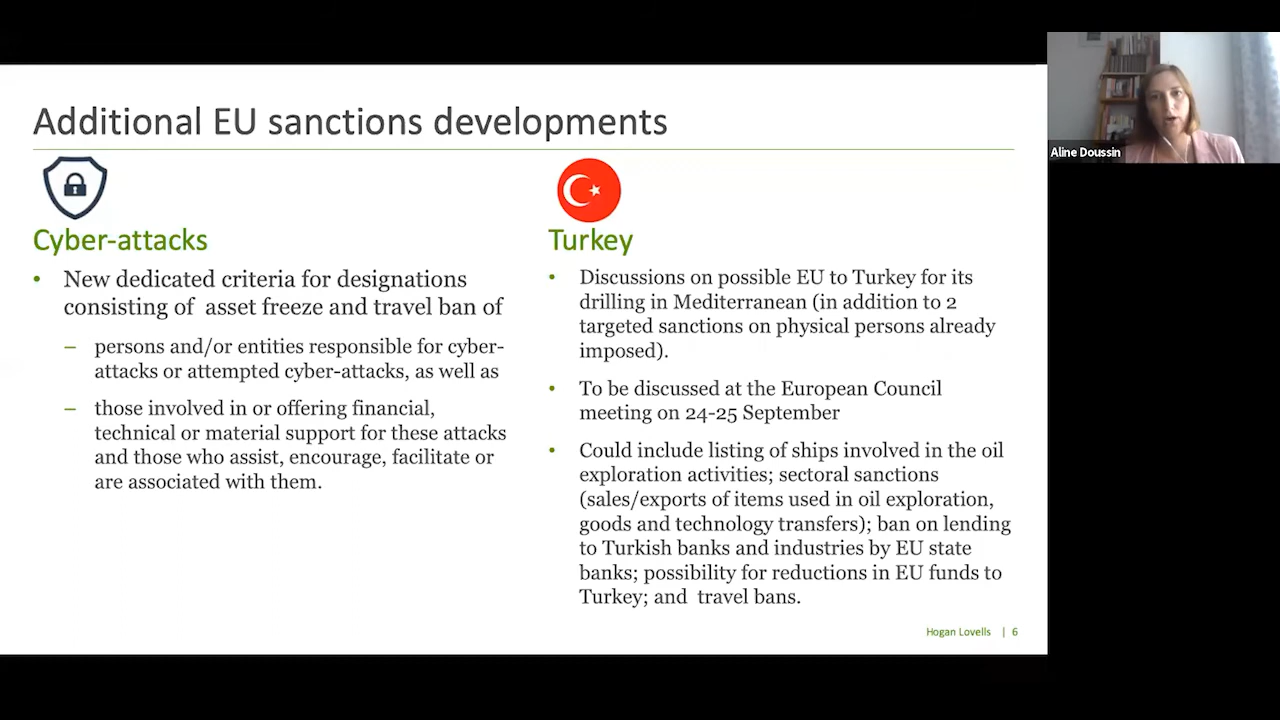 Additional EU sanctions developments
Cyber-attacks
• New dedicated criteria for designations
consisting of asset freeze and travel ban of
– persons and/or entities responsible for cyber-
attacks or attempted cyber-attacks, as well as
– those involved in or offering financial,
technical or material support for these attacks
and those who assist, encourage, facilitate or
are associated with them.
Turkey
• Discussions on possible EU to Turkey for its
drilling in Mediterranean (in addition to 2
targeted sanctions on physical persons already
imposed).
• To be discussed at the European Council
meeting on 24-25 September
• Could include listing of ships involved in the oil
exploration activities; sectoral sanctions
(sales/exports of items used in oil exploration,
goods and technology transfers); ban on lending
to Turkish banks and industries by EU state
banks; possibility for reductions in EU funds to
Turkey; and travel bans.
Hogan Lovells | 6
Aline Doussin